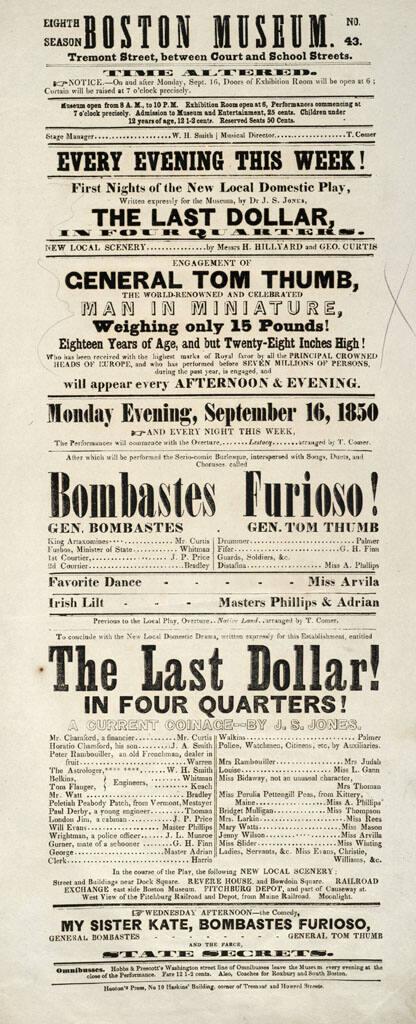 EIGHTH SEASON BOSTON MUSEUM. NO. 43.
Tremont Street, between Court and School Streets.
TIME ALTERED.
☞NOTICE.—On and after Monday, Sept. 16, Doors of Exhibition Room will be open at 6;
Curtain will be raised at 7 o'clock precisely.
Museum open from 8 A. M., to 10 P. M. Exhibition Room open at 6, Performances commencing at
7 o'clock precisely. Admission to Museum and Entertainment, 25 cents. Children under
12 years of age, 12 1-2 cents. Reserved Seats 50 Cents.
Stage Manager..................W. H. Smith | Musical Director..................T. Comer
EVERY EVENING THIS WEEK!
First Nights of the New Local Domestic Play,
Written expressly for the Museum, by Dr J. S. JONES,
THE LAST DOLLAR,
IN FOUR QUARTERS.
NEW LOCAL SCENERY..............by Messrs H. HILLYARD and GEO. CURTIS
ENGAGEMENT OF
GENERAL TOM THUMB,
THE WORLD-RENOWNED AND CELEBRATED
MAN IN MINIATURE,
Weighing only 15 Pounds!
Eighteen Years of Age, and but Twenty-Eight Inches High!
Who has been received with the highest marks of Royal favor by all the PRINCIPAL CROWNED
HEADS OF EUROPE, and who has performed before SEVEN MILLIONS OF PERSONS,
during the past year, is engaged, and
will appear every AFTERNOON & EVENING.
Monday Evening, September 16, 1850
☞AND EVERY NIGHT THIS WEEK,
The Performances will commence with the Overture,........arranged by T. Comer.
After which will be performed the Serio-comic Burlesque, interspersed with Songs, Duets, and
Choruses, called
Bombastes Furioso!
GEN. BOMBASTES . GEN. TOM THUMB
King Artaxomines............Mr. Curtis | Drummer..................Palmer
Fusbos, Minister of State............Whitman | Fifer..................G. H. Finn
1st Courtier,..................J. P. Price | Guards, Soldiers, &c.
2d Courtier..................Bradley | Distafina..................Miss A. Phillips
Favorite Dance - - - - - Miss Arvila
Irish Lilt - - - Masters Phillips & Adrian
Previous to the Local Play, Overture..Native Land..arranged by T. Comer.
To conclude with the New Local Domestic Drama, written expressly for this Establishment, entitled
The Last Dollar!
IN FOUR QUARTERS!
A CURRENT COINAGE—BY J. S. JONES.
Mr. Chamford, a financier......Mr. Curtis
Horatio Chamford, his son......J. A. Smith
Peter Rambouiller, an old Frenchman, dealer in
fruit..................Warren
The Astrologer,..................W. H. Smith
Belkins, } Engineers, Whitman
Tom Flanger, } Keach
Mr. Watt..................Bradley
Peletiah Peabody Patch, from Vermont, Mestayer
Paul Derby, a young engineer......Thomas
London Jim, a cabman............J. P. Price
Will Evans..................Master Phillips
Wrightman, a police officer......J. L. Munroe
Gurner, mate of a schooner......G. H. Finn
George..................Master Adrian
Clerk..................Harris
Walkins..................Palmer
Police, Watchmen, Citizens, etc, by Auxiliaries.
Mrs Rambouiller............Mrs Judah
Louise..................Miss L. Gann
Miss Bidaway, not an unusual character,
Mrs Thoman
Miss Perulia Pettengill Peas, from Kittery,
Maine..................Miss A. Phillips
Bridget Mulligan............Miss Thompson
Mrs. Larkin..................Miss Rees
Mary Watts..................Miss Mason
Jenny Wilson..................Miss Arvila
Miss Slider..................Miss Whiting
Ladies, Servants, &c. Miss Evans, Christie,
Williams, &c.
In the course of the Play, the following NEW LOCAL SCENERY:
Street and Buildings near Dock Square. REVERE HOUSE, and Bowdoin Square. RAILROAD
EXCHANGE east side Boston Museum. FITCHBURG DEPOT, and part of Causeway st.
West View of the Fitchburg Railroad and Depot, from Maine Railroad. Moonlight.
☞WEDNESDAY AFTERNOON—the Comedy,
MY SISTER KATE, BOMBASTES FURIOSO,
GENERAL BOMBASTES - - - - GENERAL TOM THUMB
AND THE FARCE,
STATE SECRETS.
Omnibusses. Hobbs & Prescott's Washington street line of Omnibusses leave the Museum every evening at the
close of the Performance. Fare 12 1-2 cts. Also, Coaches for Roxbury and South Boston.
Hooton's Press, No 10 Haskins' Building, corner of Tremont and Howard Streets.